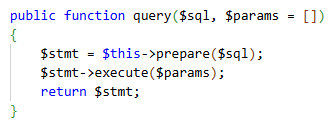 public function query($sql, $params = [])
{
    $stmt = $this->prepare($sql);
    $stmt->execute($params);
    return $stmt;
}